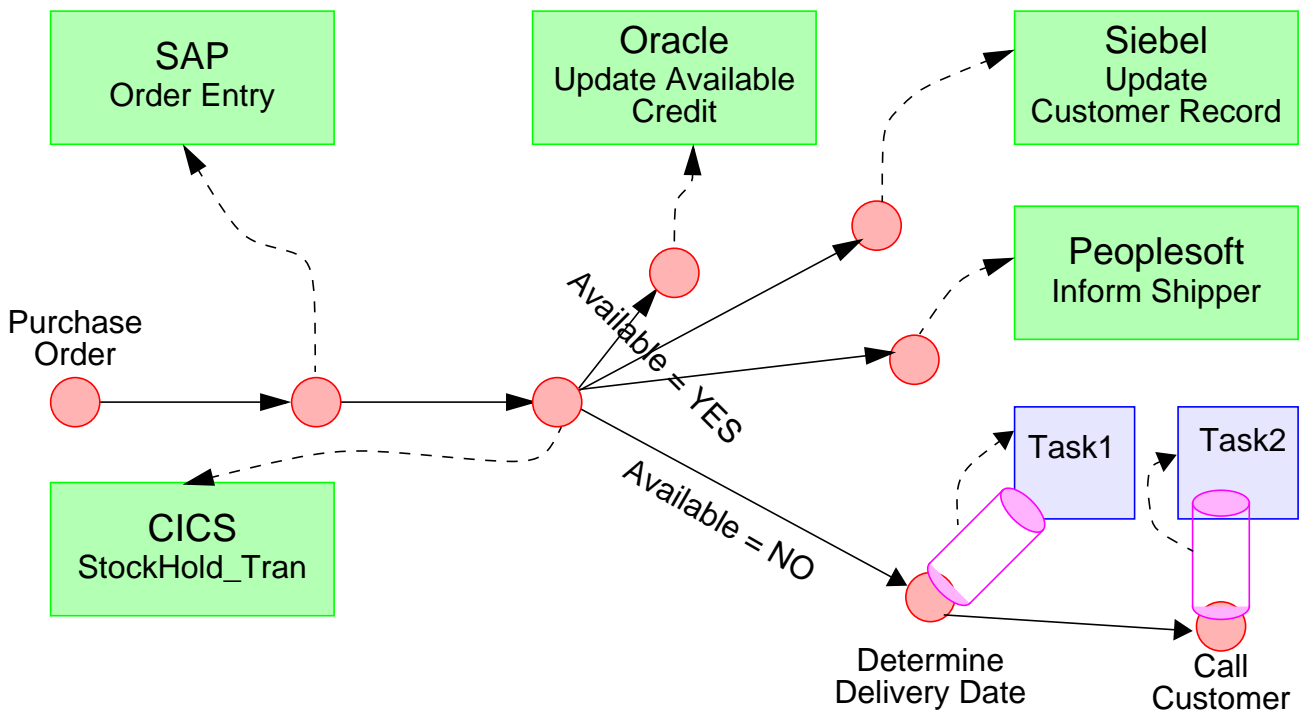 SAP
Order Entry
Oracle
Update Available
Credit
Siebel
Update
Customer Record
Peoplesoft
Inform Shipper
Purchase
Order
Available = YES
Available = NO
CICS
StockHold_Tran
Task1
Task2
Determine
Delivery Date
Call
Customer